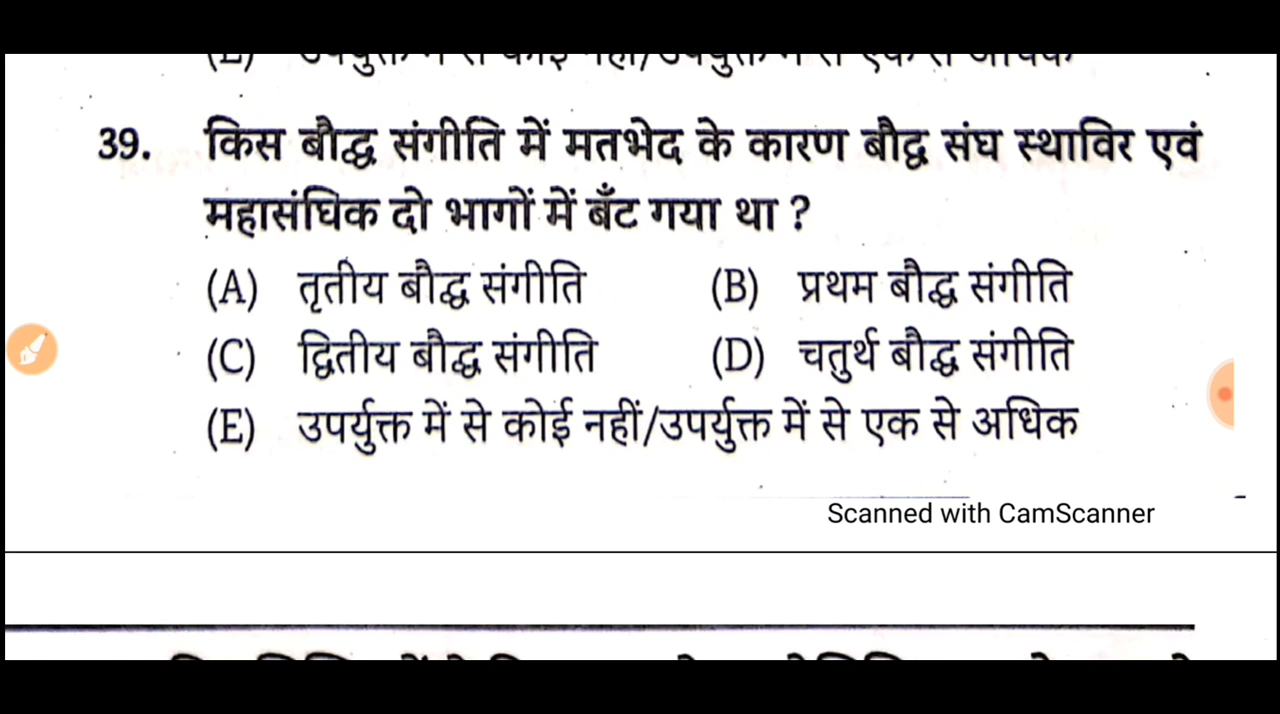 39. किस बौद्ध संगीति में मतभेद के कारण बौद्व संघ स्थाविर एवं
महासंघिक दो भागों में बँट गया था ?
(A) तृतीय बौद्ध संगीति (B) प्रथम बौद्ध संगीति
(C) द्वितीय बौद्ध संगीति (D) चतुर्थ बौद्ध संगीति
(E) उपर्युक्त में से कोई नहीं/उपर्युक्त में से एक से अधिक
Scanned with CamScanner